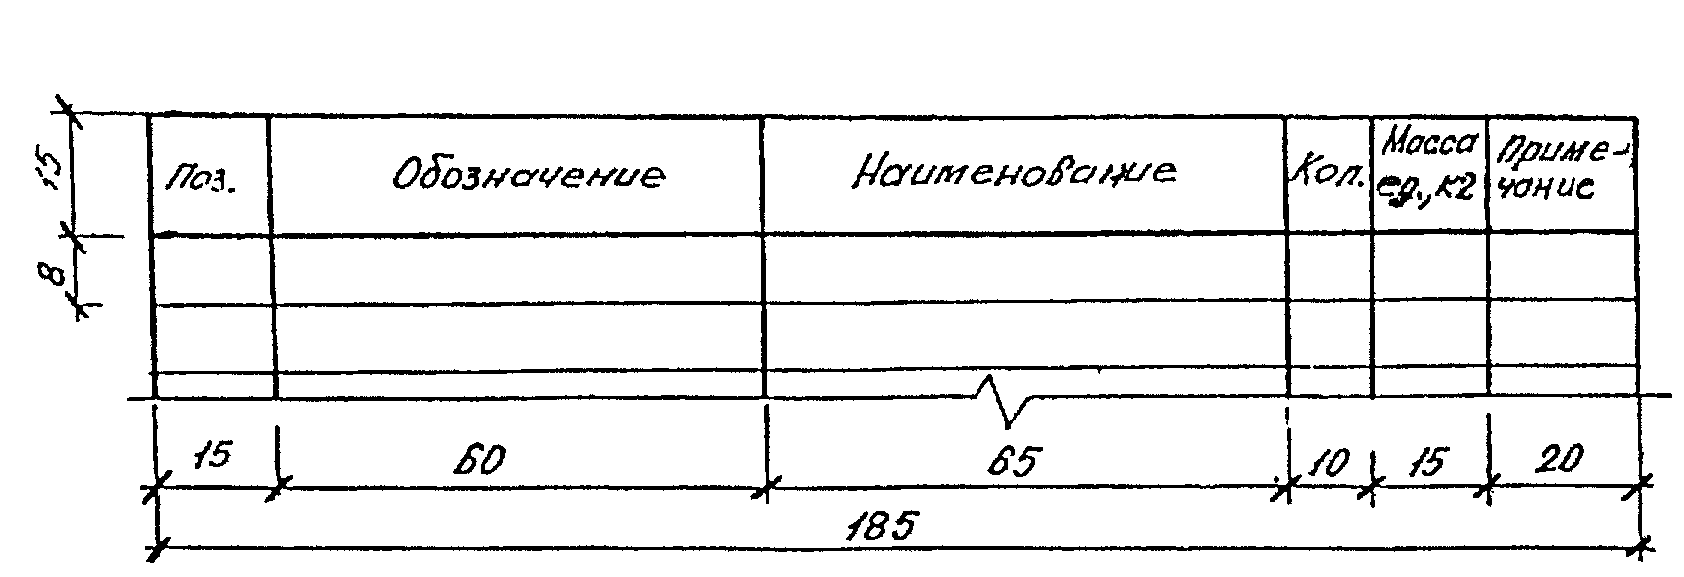 15
Поз.
Обозначение
Наименование
Кол.
Масса
ед., кг
Приме-
чание
8
15
60
65
10
15
20
185